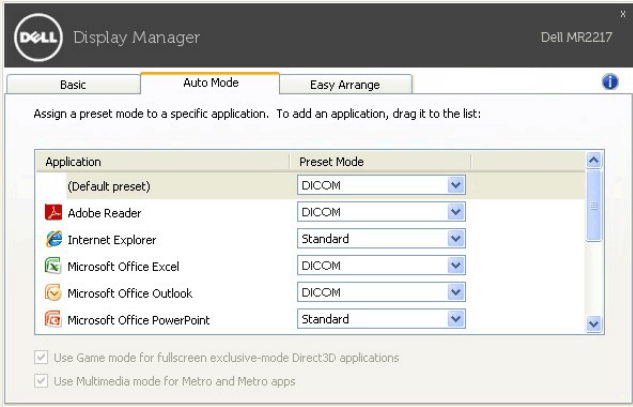 x
DELL Display Manager Dell MR2217
Basic Auto Mode Easy Arrange
Assign a preset mode to a specific application. To add an application, drag it to the list:
Application Preset Mode
(Default preset) DICOM
Adobe Reader DICOM
Internet Explorer Standard
Microsoft Office Excel DICOM
Microsoft Office Outlook DICOM
Microsoft Office PowerPoint Standard
Use Game mode for fullscreen exclusive-mode Direct3D applications
Use Multimedia mode for Metro and Metro apps